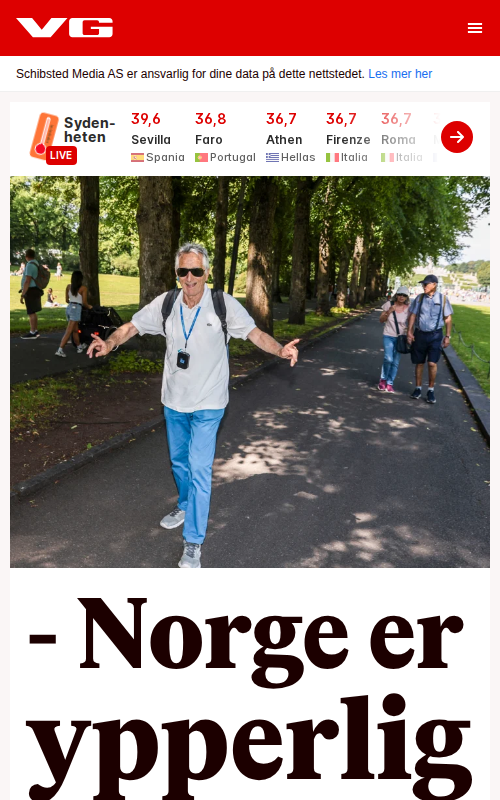 VG
Schibsted Media AS er ansvarlig for dine data på dette nettstedet. Les mer her
Syden-
heten
LIVE
39,6 36,8 36,7 36,7 36,7
Sevilla Faro Athen Firenze Roma
Spania Portugal Hellas Italia Italia
- Norge er
ypperlig